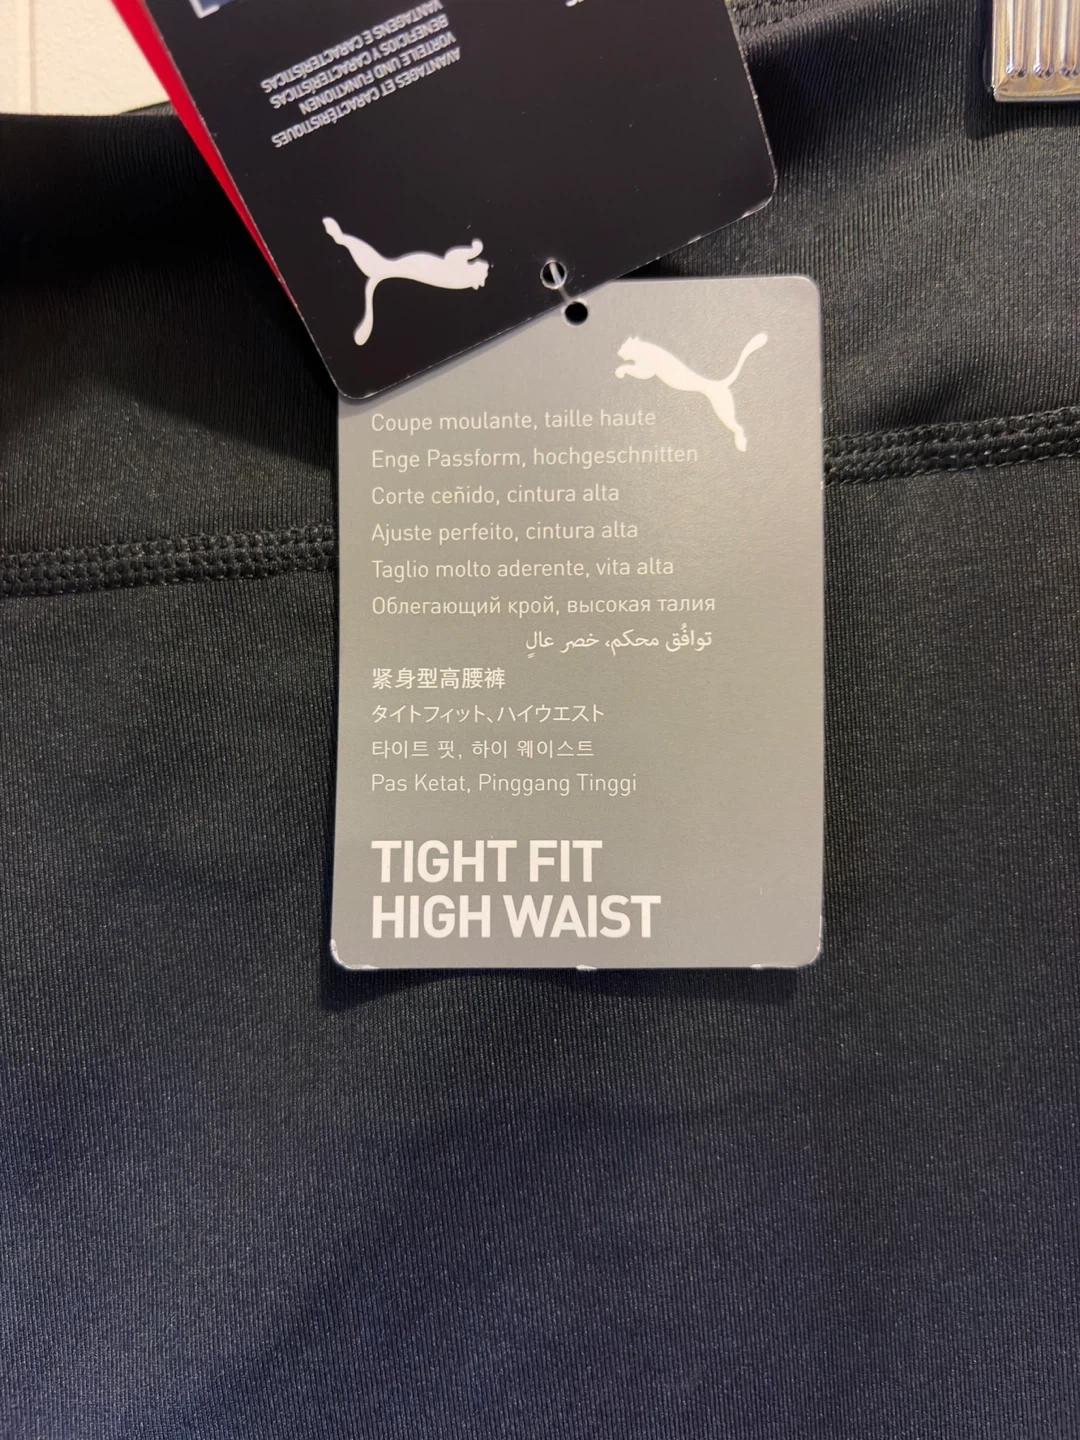 AVANTAGES ET CARACTÉRISTIQUES
VORTEILE UND FUNKTIONEN
BENEFICIOS Y CARACTERÍSTICAS
VANTAGENS E CARACTERÍSTICAS
Coupe moulante, taille haute
Enge Passform, hochgeschnitten
Corte ceñido, cintura alta
Ajuste perfeito, cintura alta
Taglio molto aderente, vita alta
Облегающий крой, высокая талия
توافُق محكم، خصر عالٍ
紧身型高腰裤
タイトフィット、ハイウエスト
타이트 핏, 하이 웨이스트
Pas Ketat, Pinggang Tinggi
TIGHT FIT
HIGH WAIST